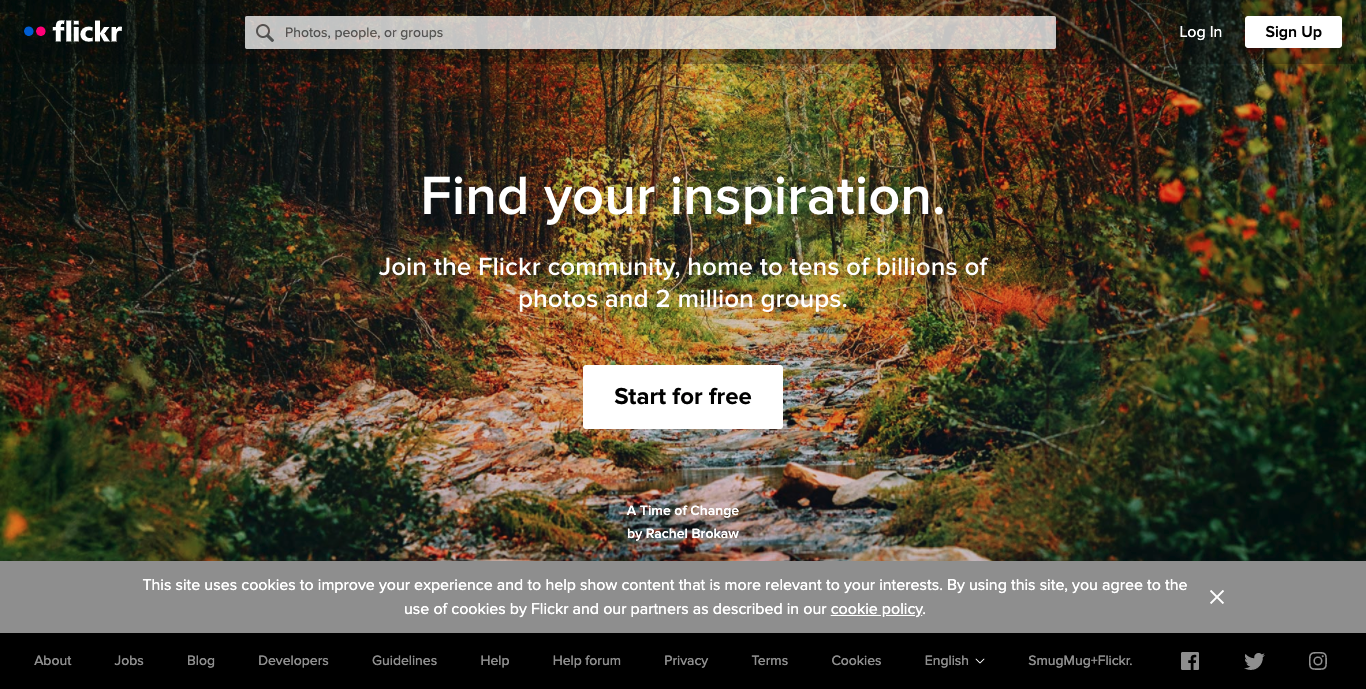 flickr
Photos, people, or groups
Log In
Sign Up
Find your inspiration.
Join the Flickr community, home to tens of billions of
photos and 2 million groups.
Start for free
A Time of Change
by Rachel Brokaw
This site uses cookies to improve your experience and to help show content that is more relevant to your interests. By using this site, you agree to the
use of cookies by Flickr and our partners as described in our cookie policy.
About Jobs Blog Developers Guidelines Help Help forum Privacy Terms Cookies English SmugMug+Flickr.